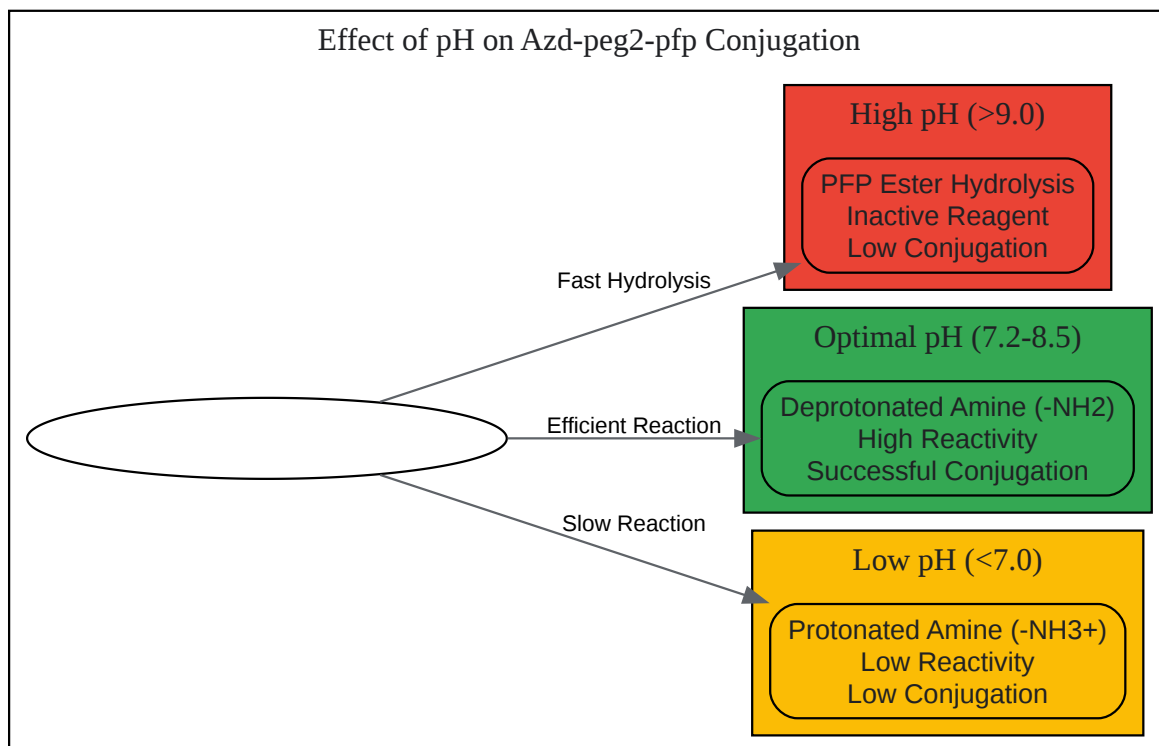 Effect of pH on Azd-peg2-pfp Conjugation
High pH (>9.0)
PFP Ester Hydrolysis
Inactive Reagent
Low Conjugation
Fast Hydrolysis
Optimal pH (7.2-8.5)
Deprotonated Amine (-NH2)
High Reactivity
Successful Conjugation
Efficient Reaction
Slow Reaction
Low pH (<7.0)
Protonated Amine (-NH3+)
Low Reactivity
Low Conjugation